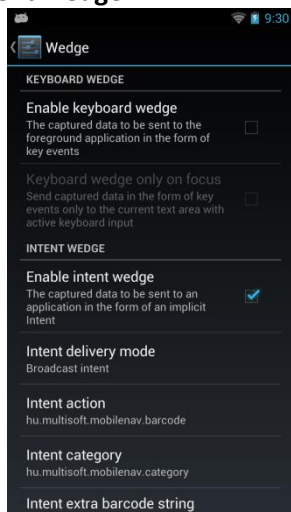 9:30
Wedge
KEYBOARD WEDGE
Enable keyboard wedge
The captured data to be sent to the
foreground application in the form of
key events
Keyboard wedge only on focus
Send captured data in the form of key
events only to the current text area with
active keyboard input
INTENT WEDGE
Enable intent wedge
The captured data to be sent to an
application in the form of an implicit
Intent
Intent delivery mode
Broadcast intent
Intent action
hu.multisoft.mobilenav.barcode
Intent category
hu.multisoft.mobilenav.category
Intent extra barcode string